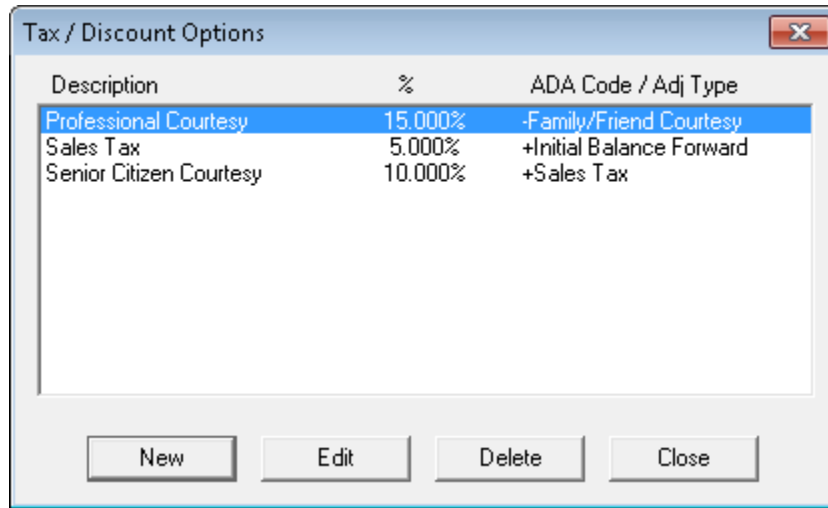 Tax / Discount Options
Description % ADA Code / Adj Type
Professional Courtesy 15.000% -Family/Friend Courtesy
Sales Tax 5.000% +Initial Balance Forward
Senior Citizen Courtesy 10.000% +Sales Tax
New Edit Delete Close